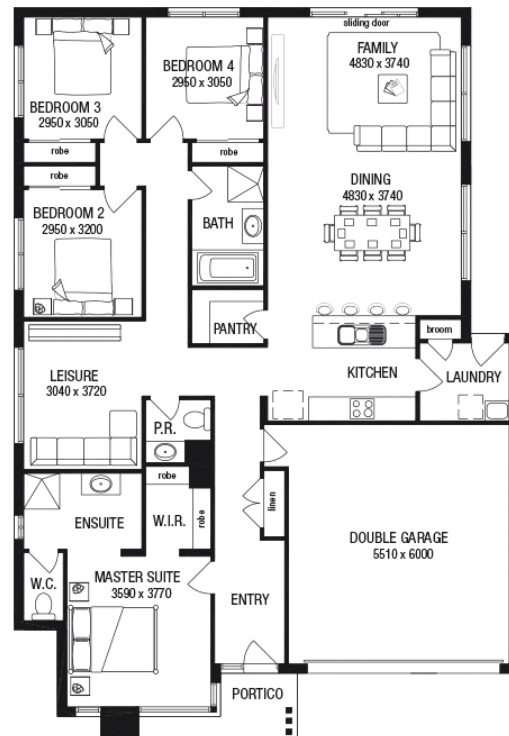 sliding door
FAMILY
4830 x 3740
BEDROOM 4
2950 x 3050
BEDROOM 3
2950 x 3050
robe
robe
robe
DINING
4830 x 3740
BEDROOM 2
2950 x 3200
BATH
PANTRY
broom
KITCHEN
LAUNDRY
LEISURE
3040 x 3720
P.R.
robe
robe
W.I.R.
linen
ENSUITE
DOUBLE GARAGE
5510 x 6000
W.C.
MASTER SUITE
3590 x 3770
ENTRY
PORTICO